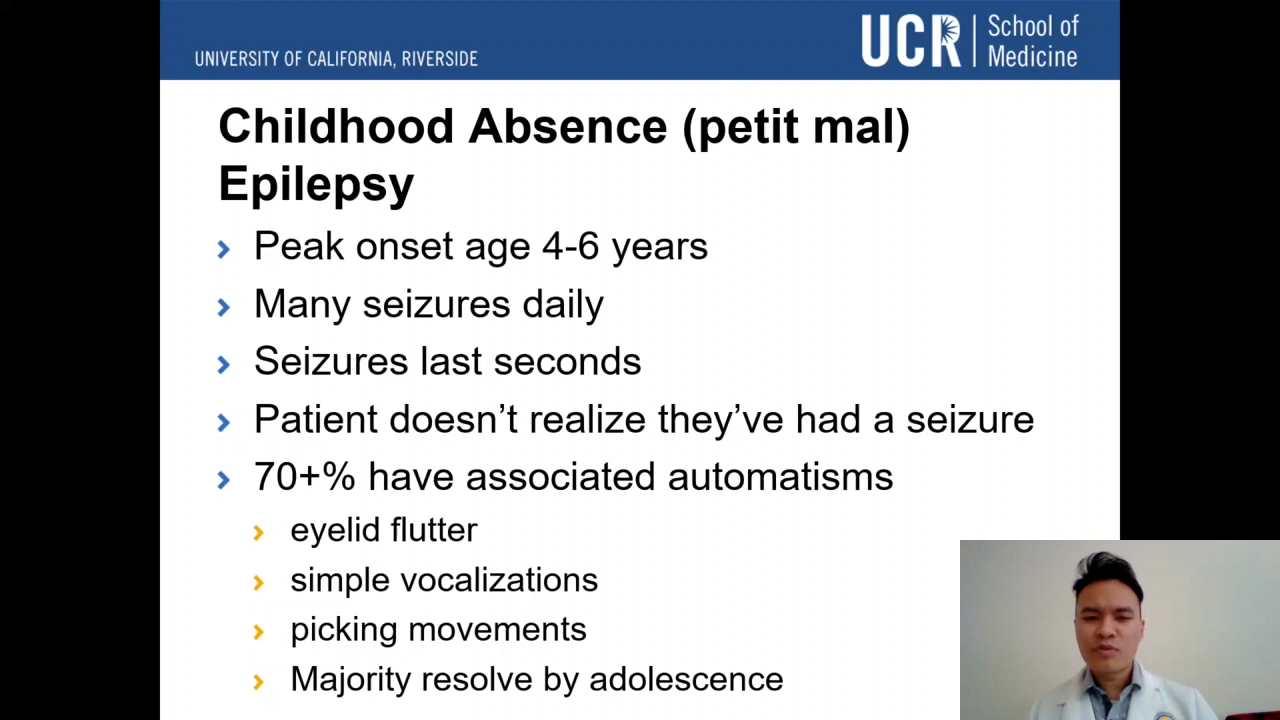 UNIVERSITY OF CALIFORNIA, RIVERSIDE
UCR School of Medicine
Childhood Absence (petit mal)
Epilepsy
Peak onset age 4-6 years
Many seizures daily
Seizures last seconds
Patient doesn’t realize they’ve had a seizure
70+% have associated automatisms
eyelid flutter
simple vocalizations
picking movements
Majority resolve by adolescence